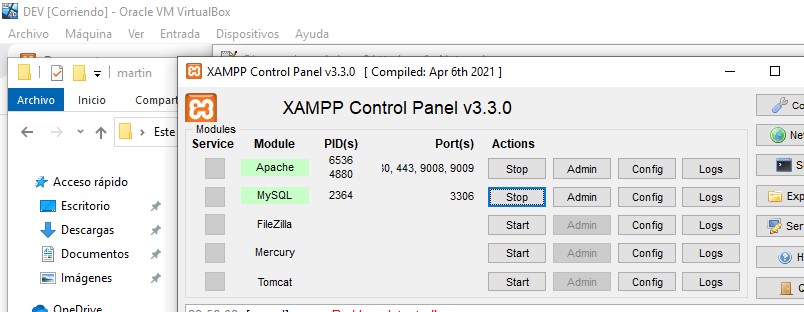 DEV [Corriendo] - Oracle VM VirtualBox
Archivo Máquina Ver Entrada Dispositivos Ayuda
martin
XAMPP Control Panel v3.3.0 [ Compiled: Apr 6th 2021 ]
Archivo Inicio Compart
XAMPP Control Panel v3.3.0
Este
Modules
Service Module PID(s) Port(s) Actions
Apache 6536 4880 30, 443, 9008, 9009 Stop Admin Config Logs
MySQL 2364 3306 Stop Admin Config Logs
FileZilla Start Admin Config Logs
Mercury Start Admin Config Logs
Tomcat Start Admin Config Logs
Acceso rápido
Escritorio
Descargas
Documentos
Imágenes
OneDrive
Co
Net
S
Exp
Ser
H